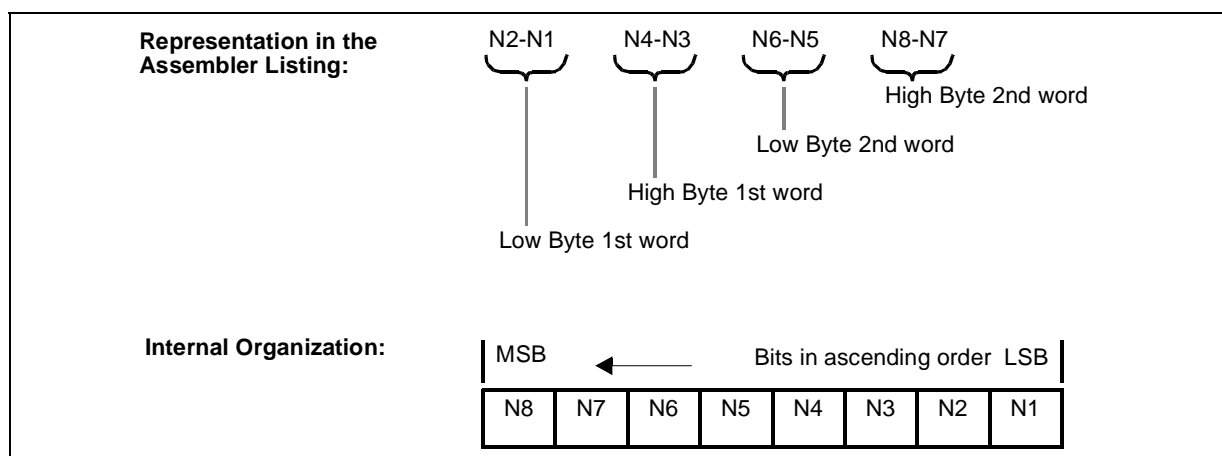 Representation in the
Assembler Listing:
N2-N1 N4-N3 N6-N5 N8-N7
High Byte 2nd word
Low Byte 2nd word
High Byte 1st word
Low Byte 1st word
Internal Organization:
MSB Bits in ascending order LSB
N8 N7 N6 N5 N4 N3 N2 N1